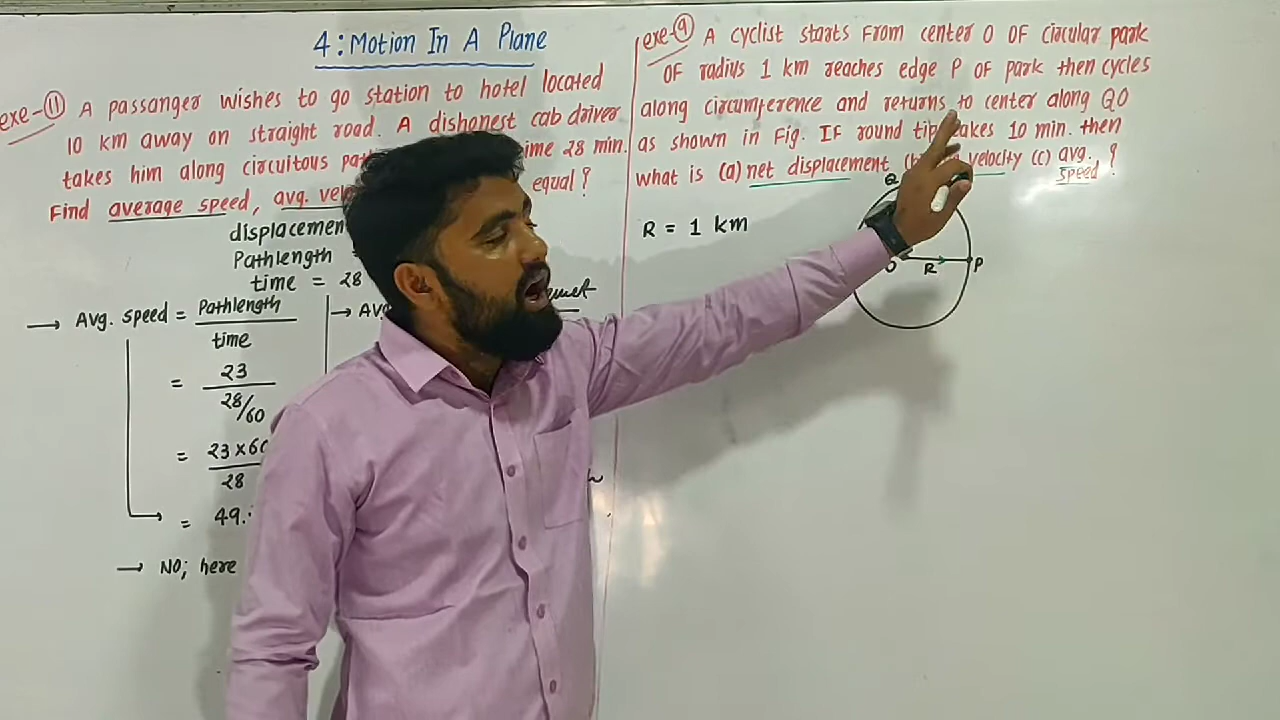 4: Motion In A Plane
exe-11 A passanger wishes to go station to hotel located
10 km away on straight road. A dishonest cab driver
takes him along circuitous ime 28 min.
Find average speed, avg. equal?
displacemen
Pathlength
time = 28
→ Avg. speed = Pathlength
time
= 23
28/60
= 23 × 60
28
= 49.
→ NO; here
exe-9 A cyclist starts from center O OF circular park
OF radius 1 km reaches edge P OF park then cycles
along circumference and returns to center along QO
as shown in Fig. IF round tip takes 10 min. then
what is (a) net displacement velocity (c) avg. speed ?
R = 1 km
Q
O R P